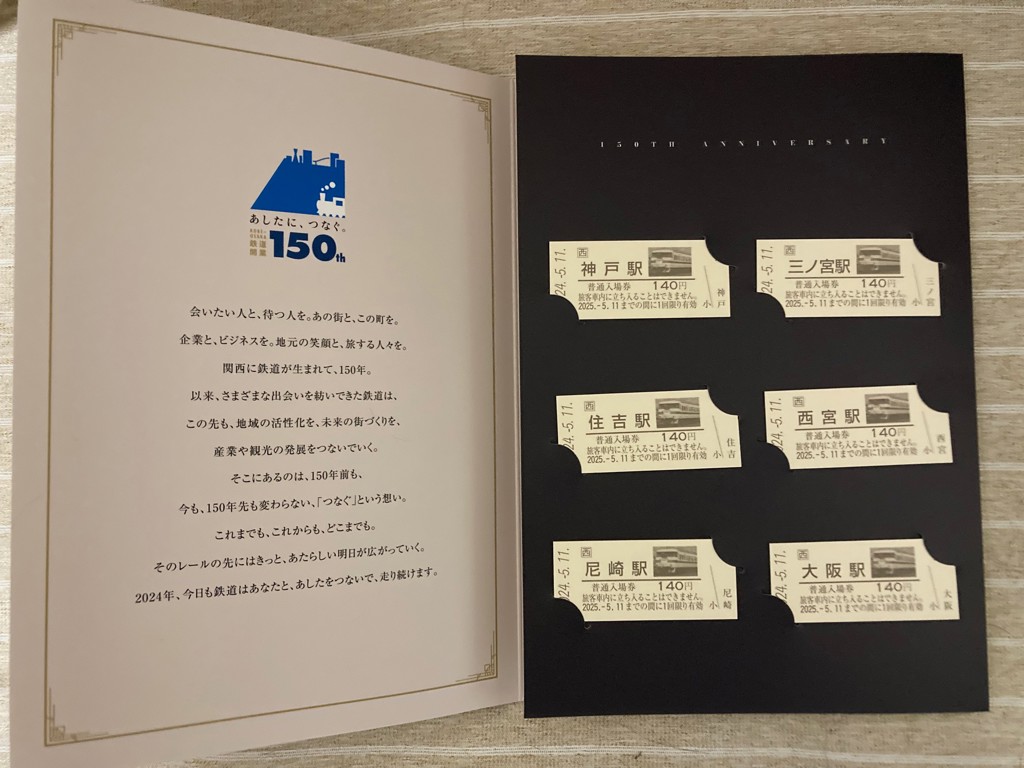 あしたに、つなぐ。
KOBE-
OSAKA
鉄道
開業
150th
会いたい人と、待つ人を。あの街と、この町を。
企業と、ビジネスを。地元の笑顔と、旅する人々を。
関西に鉄道が生まれて、150年。
以来、さまざまな出会いを紡いできた鉄道は、
この先も、地域の活性化を、未来の街づくりを、
産業や観光の発展をつないでいく。
そこにあるのは、150年前も、
今も、150年先も変わらない、「つなぐ」という想い。
これまでも、これからも、どこまでも。
そのレールの先にはきっと、あたらしい明日が広がっていく。
2024年、今日も鉄道はあなたと、あしたをつないで、走り続けます。
150TH ANNIVERSARY
24.-5.11.
西
神戸駅
普通入場券 140円
旅客車内に立ち入ることはできません。
2025.-5.11までの間に1回限り有効
小 神戸
24.-5.11.
西
三ノ宮駅
普通入場券 140円
旅客車内に立ち入ることはできません。
2025.-5.11までの間に1回限り有効
小 三ノ宮
24.-5.11.
西
住吉駅
普通入場券 140円
旅客車内に立ち入ることはできません。
2025.-5.11までの間に1回限り有効
小 住吉
24.-5.11.
西
西宮駅
普通入場券 140円
旅客車内に立ち入ることはできません。
2025.-5.11までの間に1回限り有効
小 西宮
24.-5.11.
西
尼崎駅
普通入場券 140円
旅客車内に立ち入ることはできません。
2025.-5.11までの間に1回限り有効
小 尼崎
24.-5.11.
西
大阪駅
普通入場券 140円
旅客車内に立ち入ることはできません。
2025.-5.11までの間に1回限り有効
小 大阪